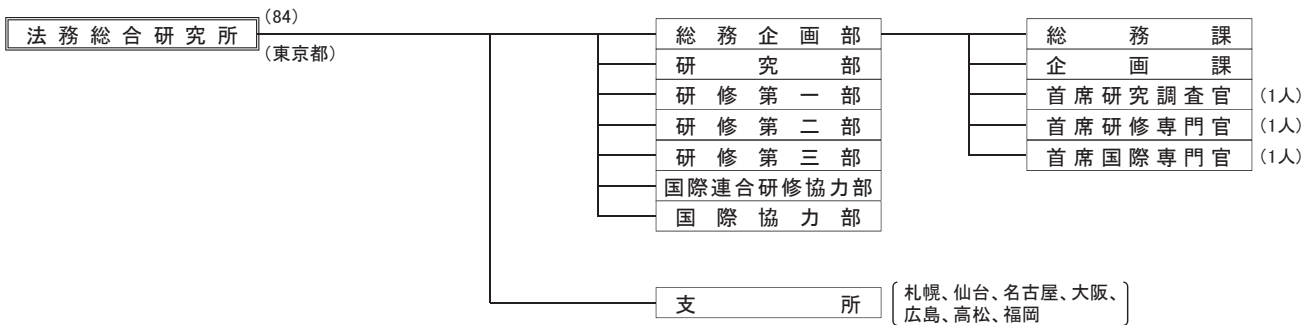 法務総合研究所
(84)
(東京都)
総務企画部
研究部
研修第一部
研修第二部
研修第三部
国際連合研修協力部
国際協力部
総務課
企画課
首席研究調査官 (1人)
首席研修専門官 (1人)
首席国際専門官 (1人)
支所
札幌、仙台、名古屋、大阪、
広島、高松、福岡